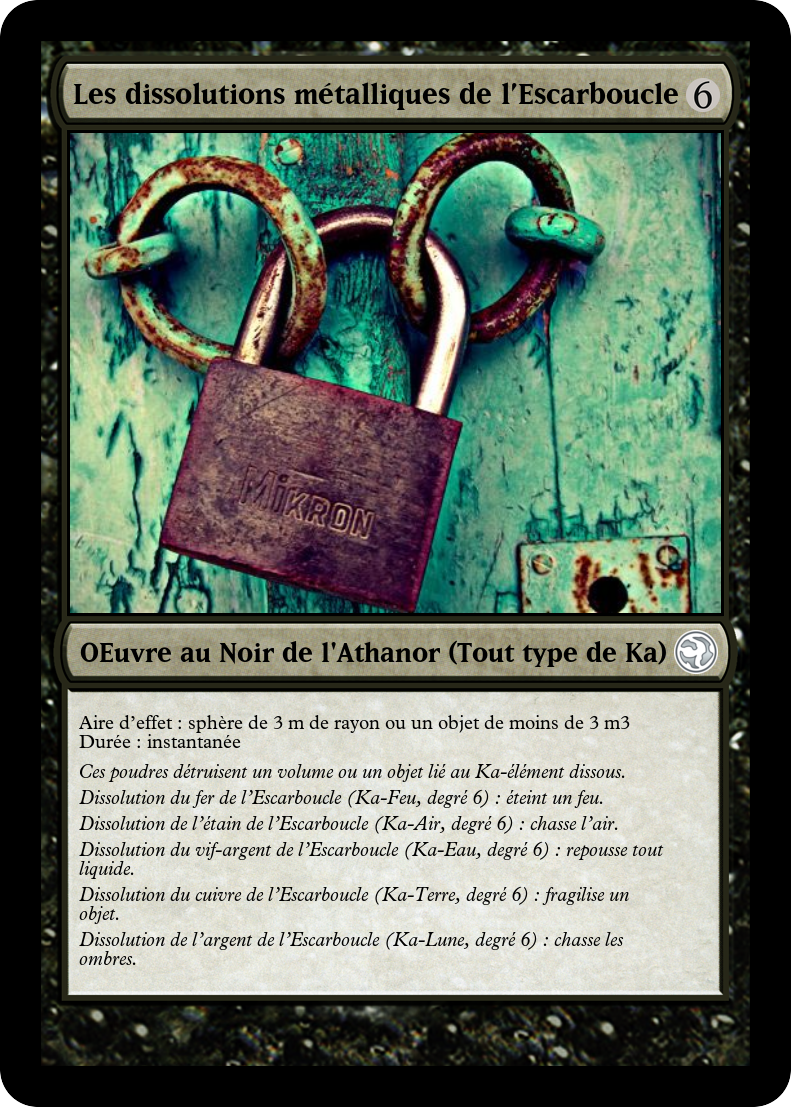 Les dissolutions métalliques de l'Escarboucle 6
MiKRON
OEuvre au Noir de l'Athanor (Tout type de Ka)
Aire d'effet : sphère de 3 m de rayon ou un objet de moins de 3 m3
Durée : instantanée
Ces poudres détruisent un volume ou un objet lié au Ka-élément dissous.
Dissolution du fer de l'Escarboucle (Ka-Feu, degré 6) : éteint un feu.
Dissolution de l'étain de l'Escarboucle (Ka-Air, degré 6) : chasse l'air.
Dissolution du vif-argent de l'Escarboucle (Ka-Eau, degré 6) : repousse tout
liquide.
Dissolution du cuivre de l'Escarboucle (Ka-Terre, degré 6) : fragilise un
objet.
Dissolution de l'argent de l'Escarboucle (Ka-Lune, degré 6) : chasse les
ombres.